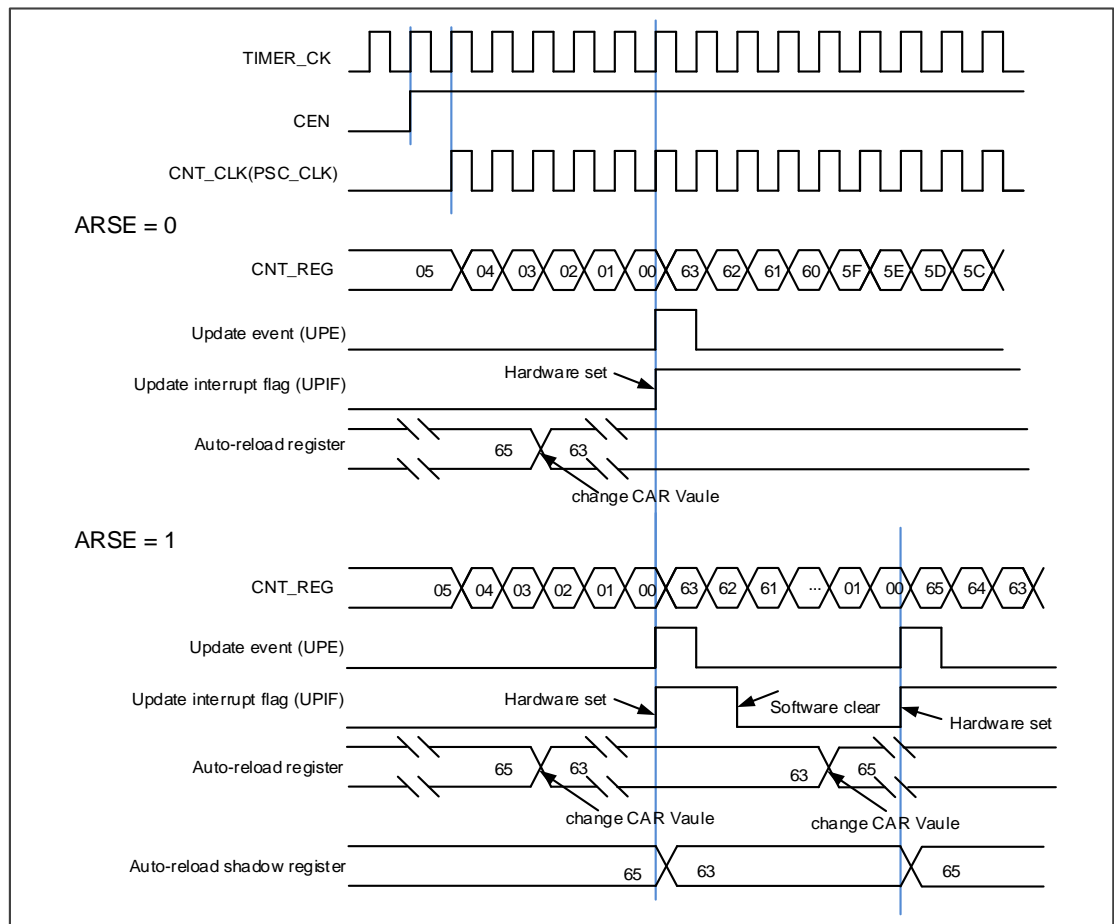 TIMER_CK
CEN
CNT_CLK(PSC_CLK)
ARSE = 0
CNT_REG 05 04 03 02 01 00 63 62 61 60 5F 5E 5D 5C
Update event (UPE)
Update interrupt flag (UPIF) Hardware set
Auto-reload register 65 63
change CAR Vaule
ARSE = 1
CNT_REG 05 04 03 02 01 00 63 62 61 ... 01 00 65 64 63
Update event (UPE)
Update interrupt flag (UPIF) Hardware set Software clear Hardware set
Auto-reload register 65 63 63 65
change CAR Vaule change CAR Vaule
Auto-reload shadow register 65 63 65